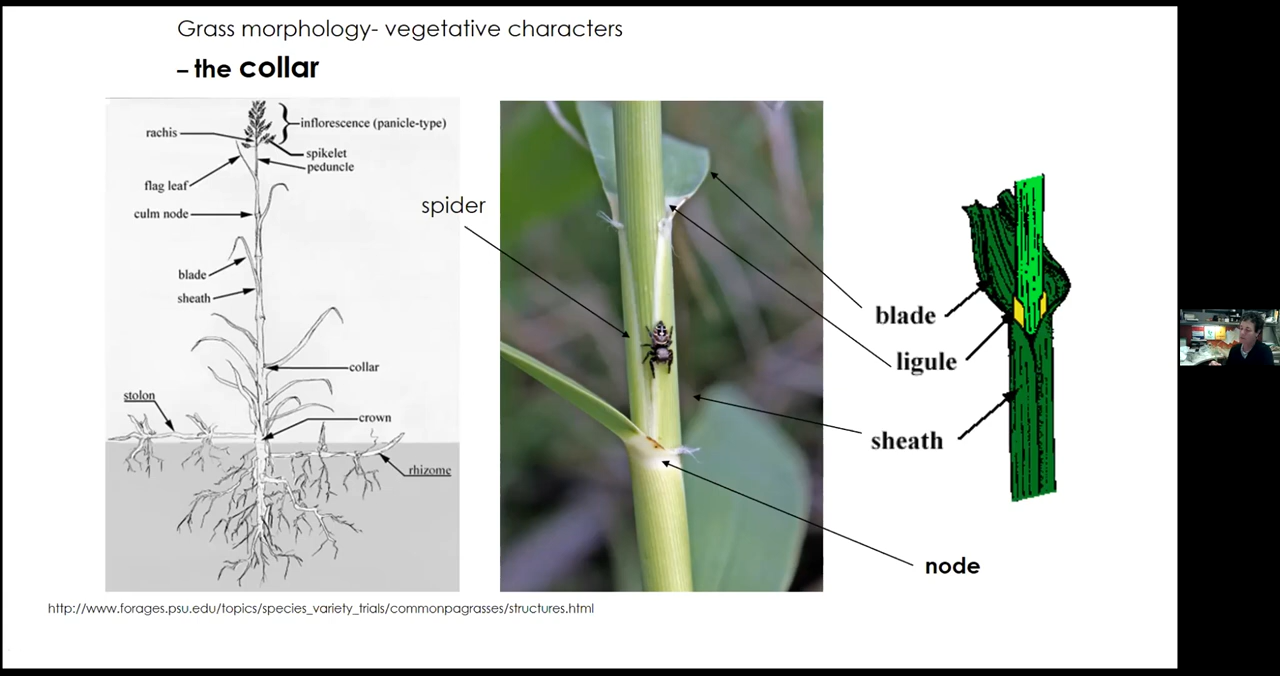 Grass morphology- vegetative characters
– the collar
rachis
inflorescence (panicle-type)
spikelet
peduncle
flag leaf
culm node
blade
sheath
collar
stolon
crown
rhizome
spider
blade
ligule
sheath
node
http://www.forages.psu.edu/topics/species_variety_trials/commonpagrasses/structures.html